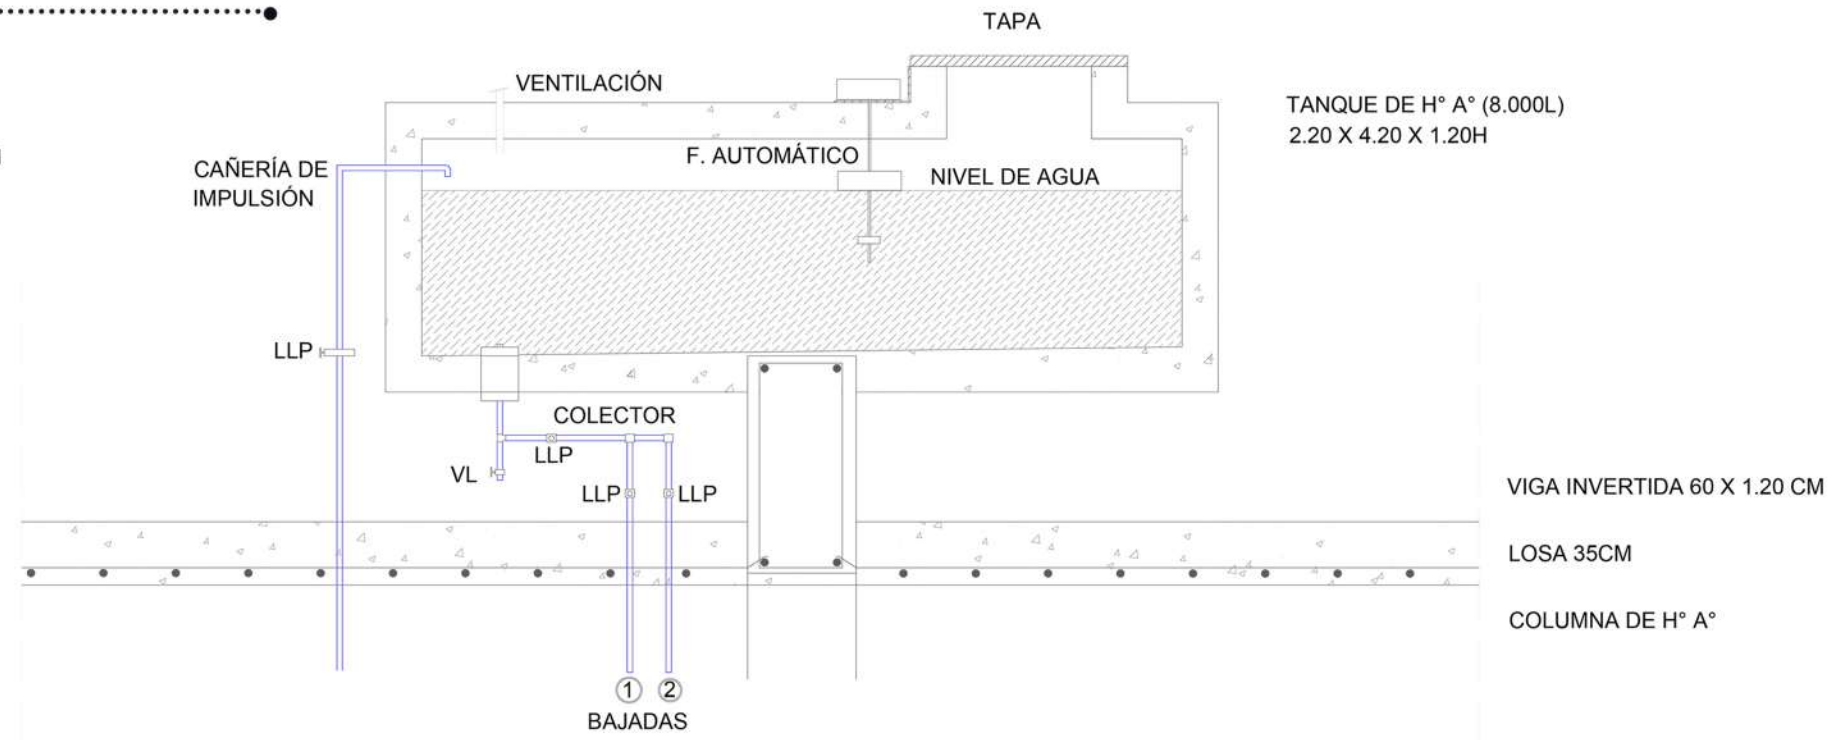 TAPA
VENTILACIÓN
TANQUE DE H° A° (8.000L)
2.20 X 4.20 X 1.20H
F. AUTOMÁTICO
CAÑERÍA DE
IMPULSIÓN
NIVEL DE AGUA
LLP
COLECTOR
LLP
VL
LLP
LLP
VIGA INVERTIDA 60 X 1.20 CM
LOSA 35CM
COLUMNA DE H° A°
1
2
BAJADAS